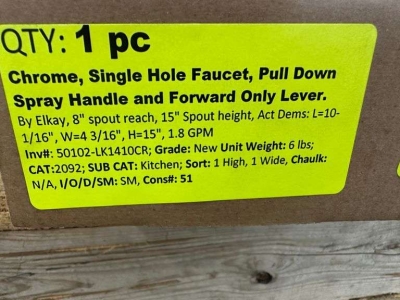 QTY: 1 pc
Chrome, Single Hole Faucet, Pull Down
Spray Handle and Forward Only Lever.
By Elkay, 8" spout reach, 15" Spout height, Act Dems: L=10-
1/16", W=4 3/16", H=15", 1.8 GPM
Inv#: 50102-LK1410CR; Grade: New Unit Weight: 6 lbs;
CAT:2092; SUB CAT: Kitchen; Sort: 1 High, 1 Wide, Chaulk:
N/A, I/O/D/SM: SM, Cons#: 51